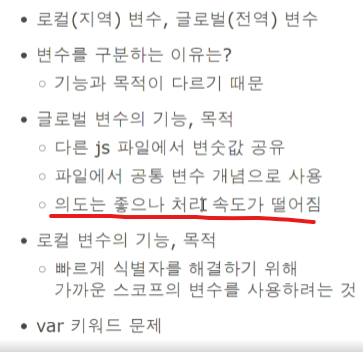 로컬(지역) 변수, 글로벌(전역) 변수
변수를 구분하는 이유는?
기능과 목적이 다르기 때문
글로벌 변수의 기능, 목적
다른 js 파일에서 변숫값 공유
파일에서 공통 변수 개념으로 사용
의도는 좋으나 처리 속도가 떨어짐
로컬 변수의 기능, 목적
빠르게 식별자를 해결하기 위해
가까운 스코프의 변수를 사용하려는 것
var 키워드 문제